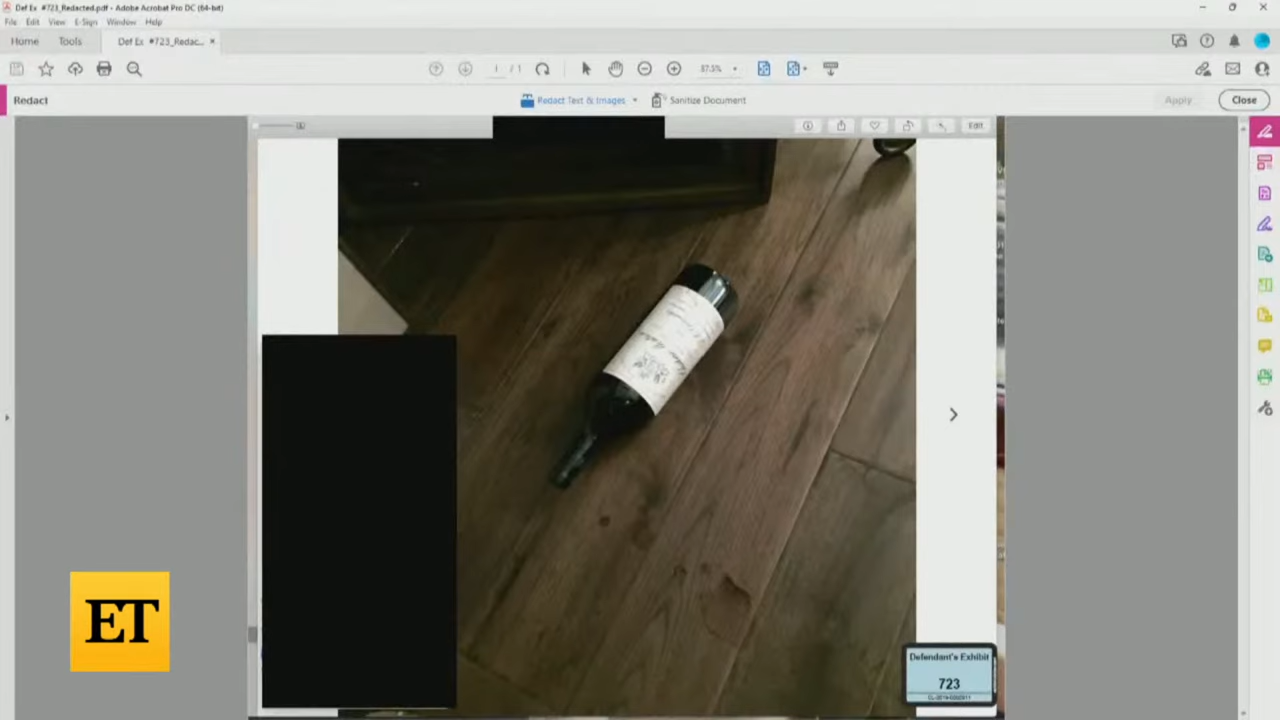 Def Ex #723_Redacted.pdf - Adobe Acrobat Pro DC (64-bit)
File Edit View E-Sign Window Help
Home Tools Def Ex #723_Redac... ×
1 / 1 37.5%
Redact Redact Text & Images Sanitize Document Apply Close
Edit
ET
Defendant's Exhibit
723